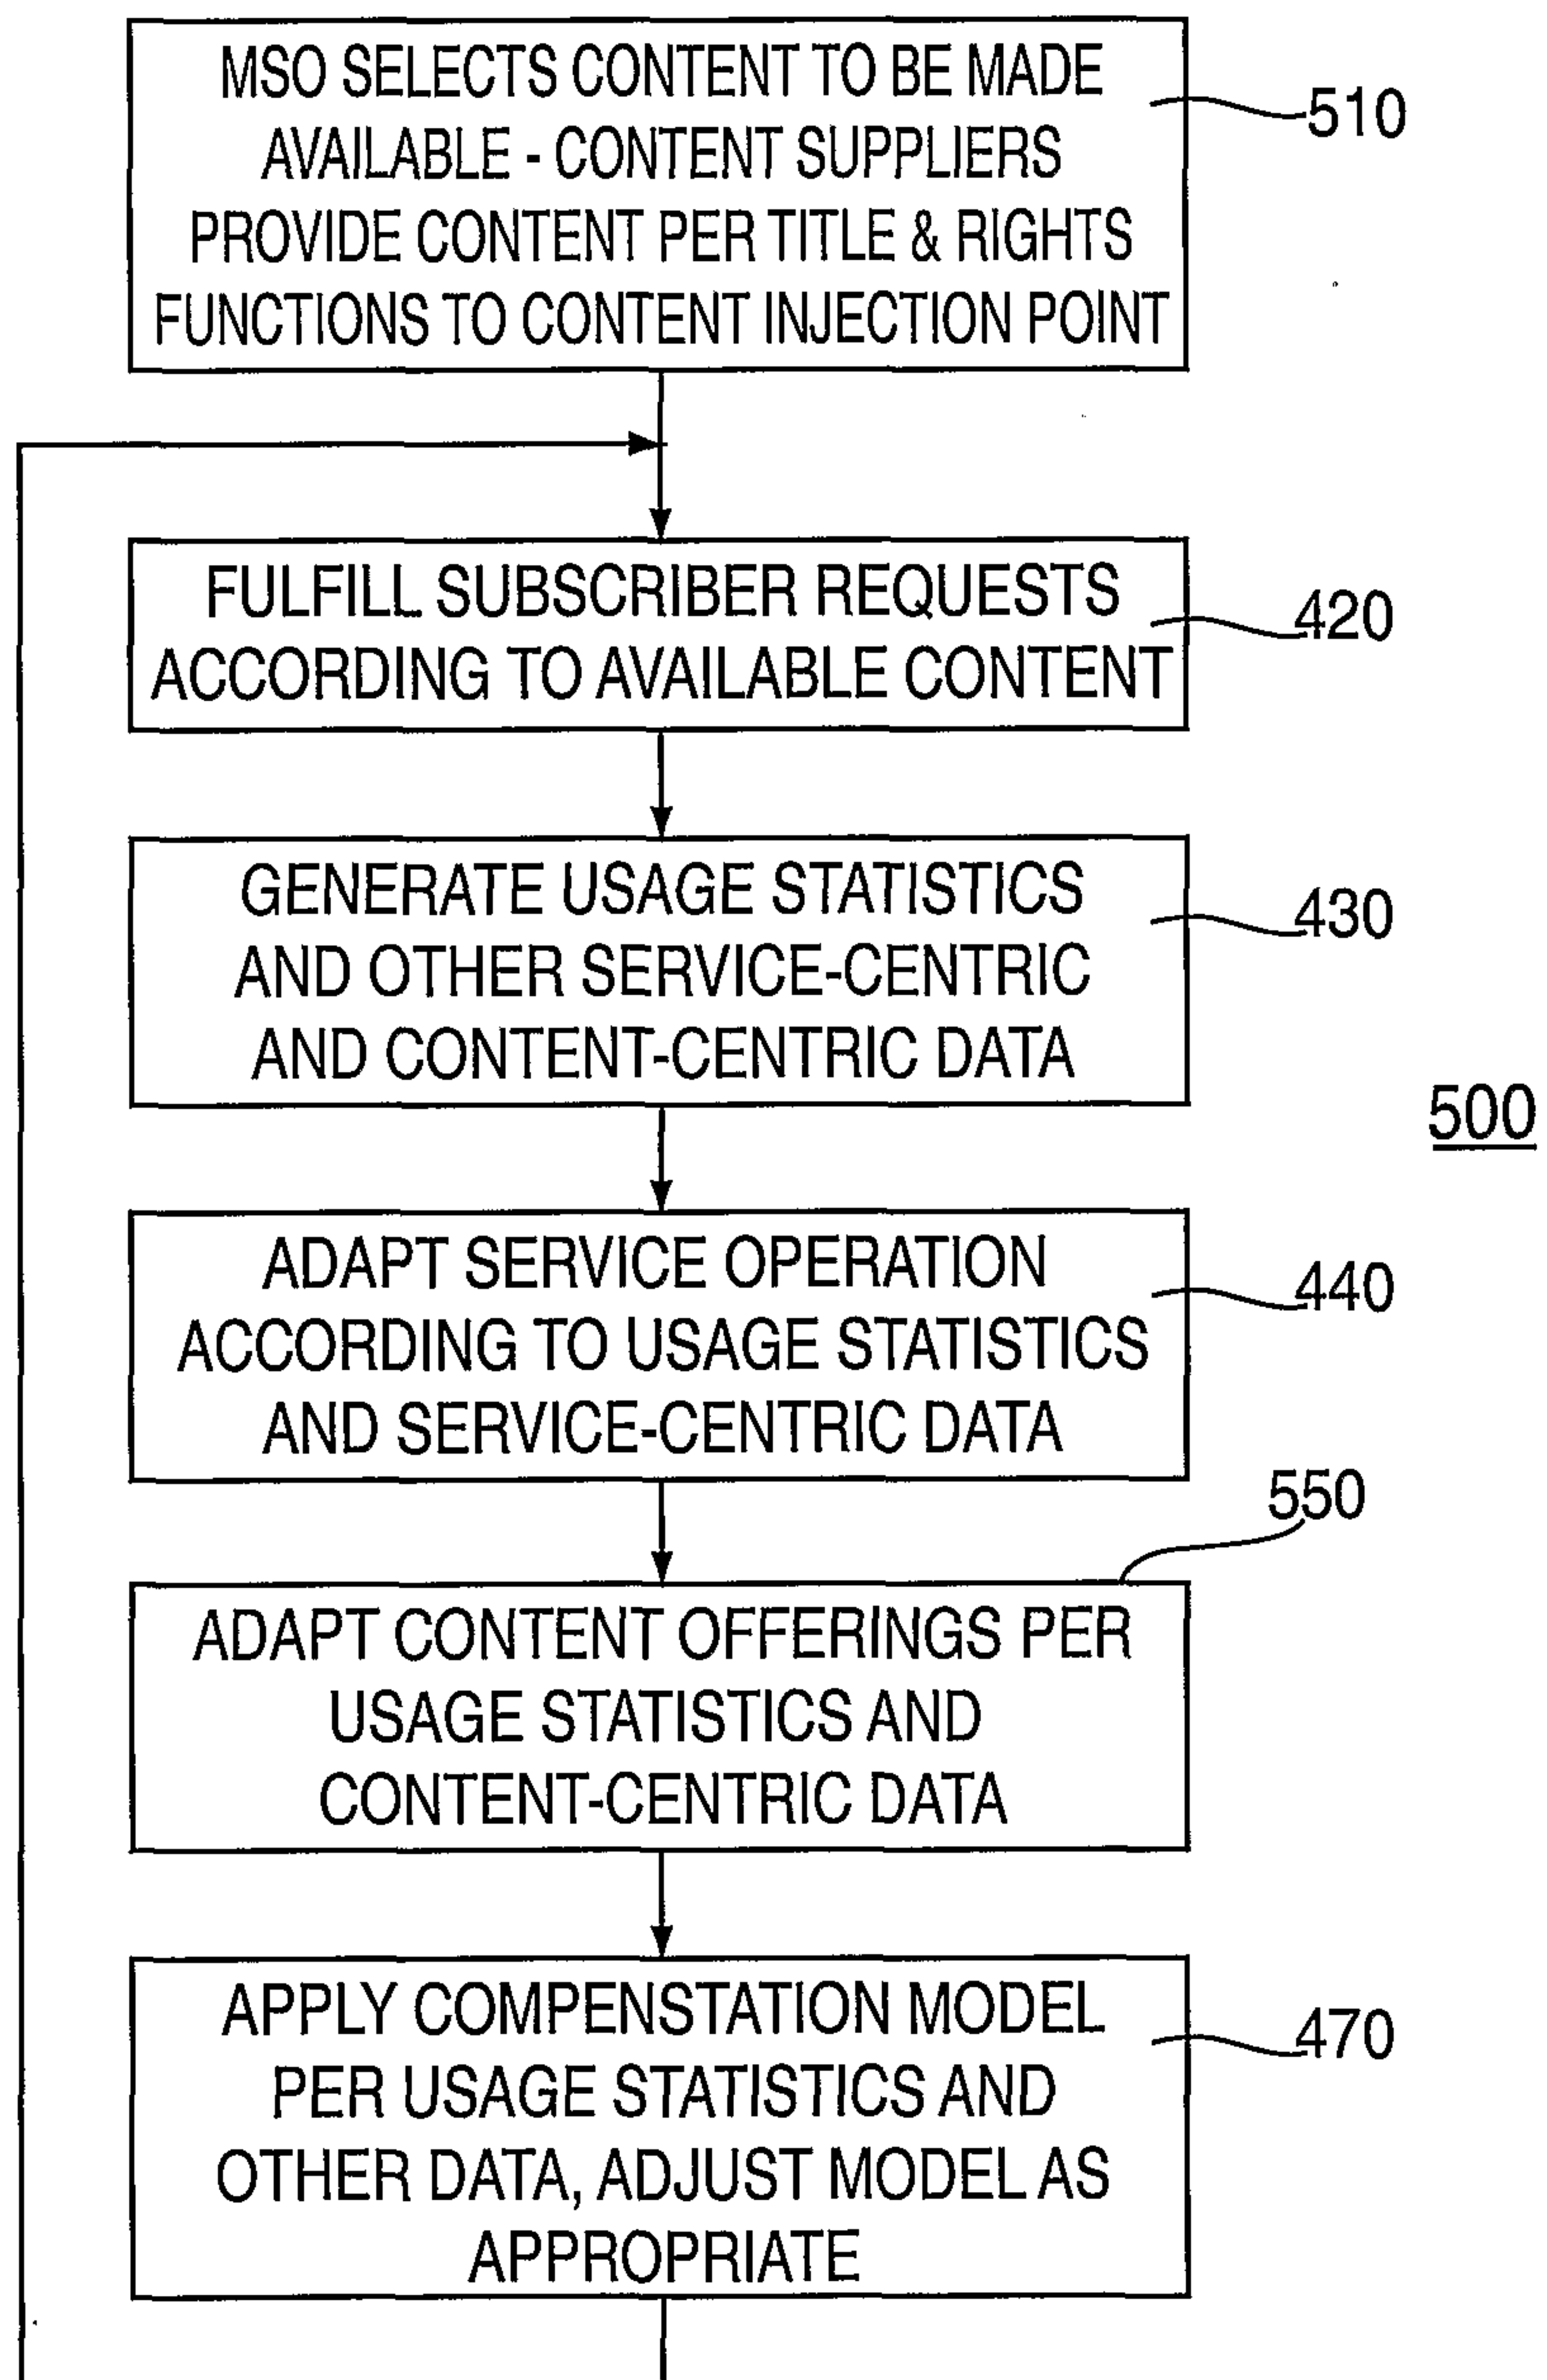 MSO SELECTS CONTENT TO BE MADE
AVAILABLE - CONTENT SUPPLIERS
PROVIDE CONTENT PER TITLE & RIGHTS
FUNCTIONS TO CONTENT INJECTION POINT
510
FULFILL SUBSCRIBER REQUESTS
ACCORDING TO AVAILABLE CONTENT
420
GENERATE USAGE STATISTICS
AND OTHER SERVICE-CENTRIC
AND CONTENT-CENTRIC DATA
430
500
ADAPT SERVICE OPERATION
ACCORDING TO USAGE STATISTICS
AND SERVICE-CENTRIC DATA
440
550
ADAPT CONTENT OFFERINGS PER
USAGE STATISTICS AND
CONTENT-CENTRIC DATA
APPLY COMPENSTATION MODEL
PER USAGE STATISTICS AND
OTHER DATA, ADJUST MODEL AS
APPROPRIATE
470